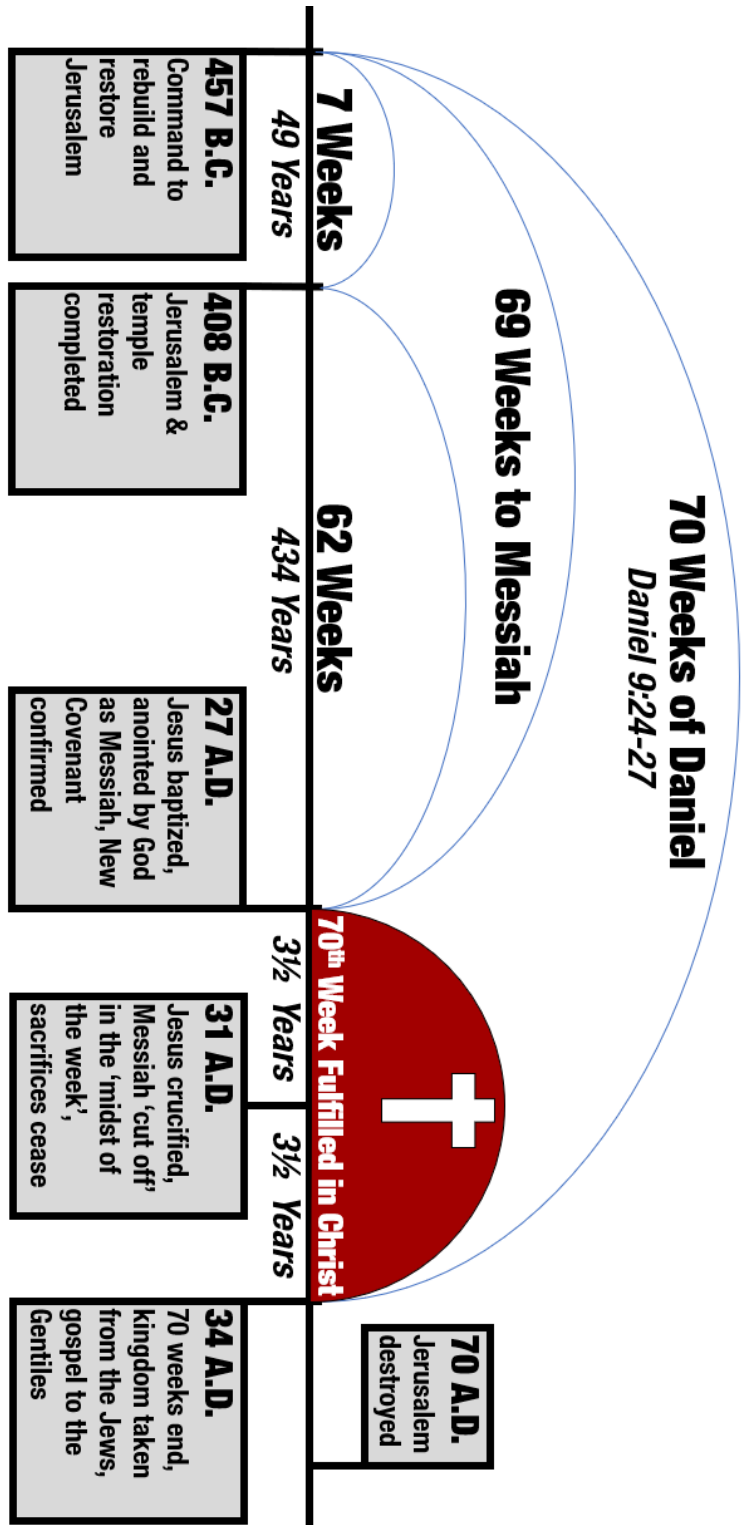 70 Weeks of Daniel
Daniel 9:24-27
69 Weeks to Messiah
7 Weeks
49 Years
62 Weeks
434 Years
70th Week Fulfilled in Christ
3½ Years
3½ Years
457 B.C.
Command to
rebuild and
restore
Jerusalem
408 B.C.
Jerusalem &
temple
restoration
completed
27 A.D.
Jesus baptized,
anointed by God
as Messiah, New
Covenant
confirmed
31 A.D.
Jesus crucified,
Messiah ‘cut off’
in the ‘midst of
the week’,
sacrifices cease
34 A.D.
70 weeks end,
kingdom taken
from the Jews,
gospel to the
Gentiles
70 A.D.
Jerusalem
destroyed